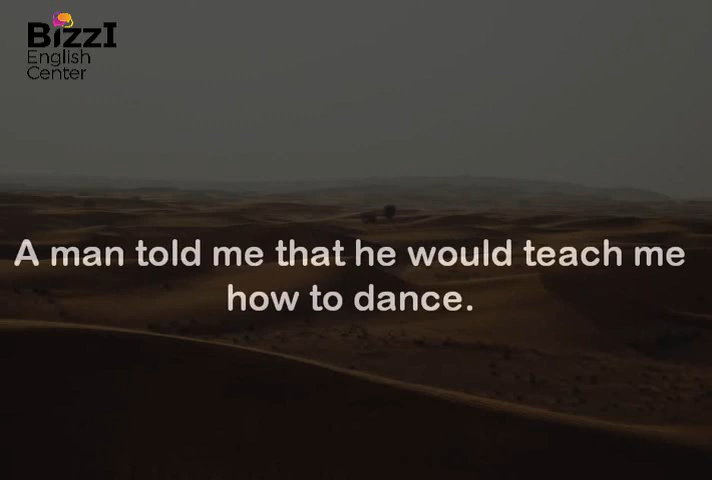 BizzI
English
Center
A man told me that he would teach me
how to dance.